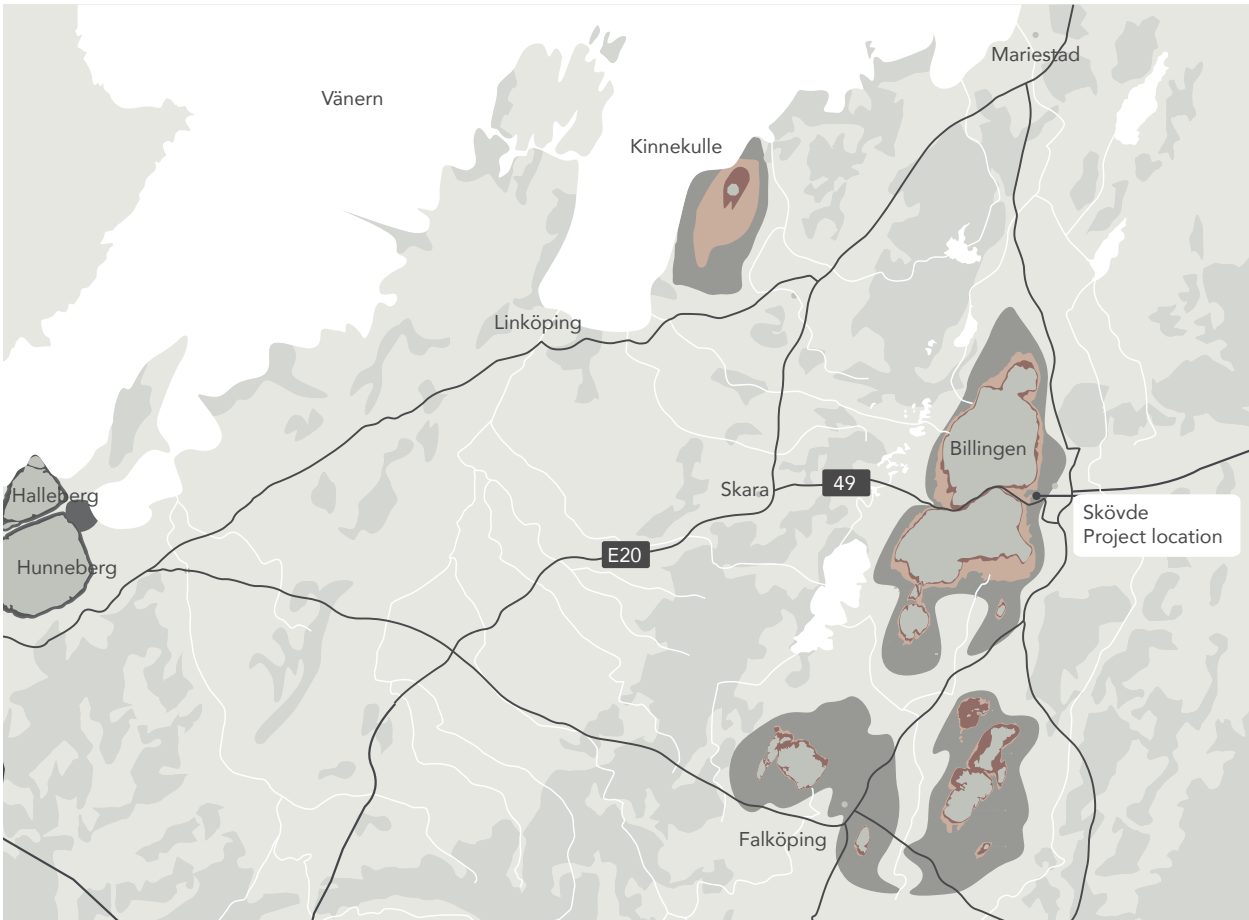 Mariestad
Vänern
Kinnekulle
Linköping
Billingen
Skara
49
Halleberg
Skövde
Project location
E20
Hunneberg
Falköping